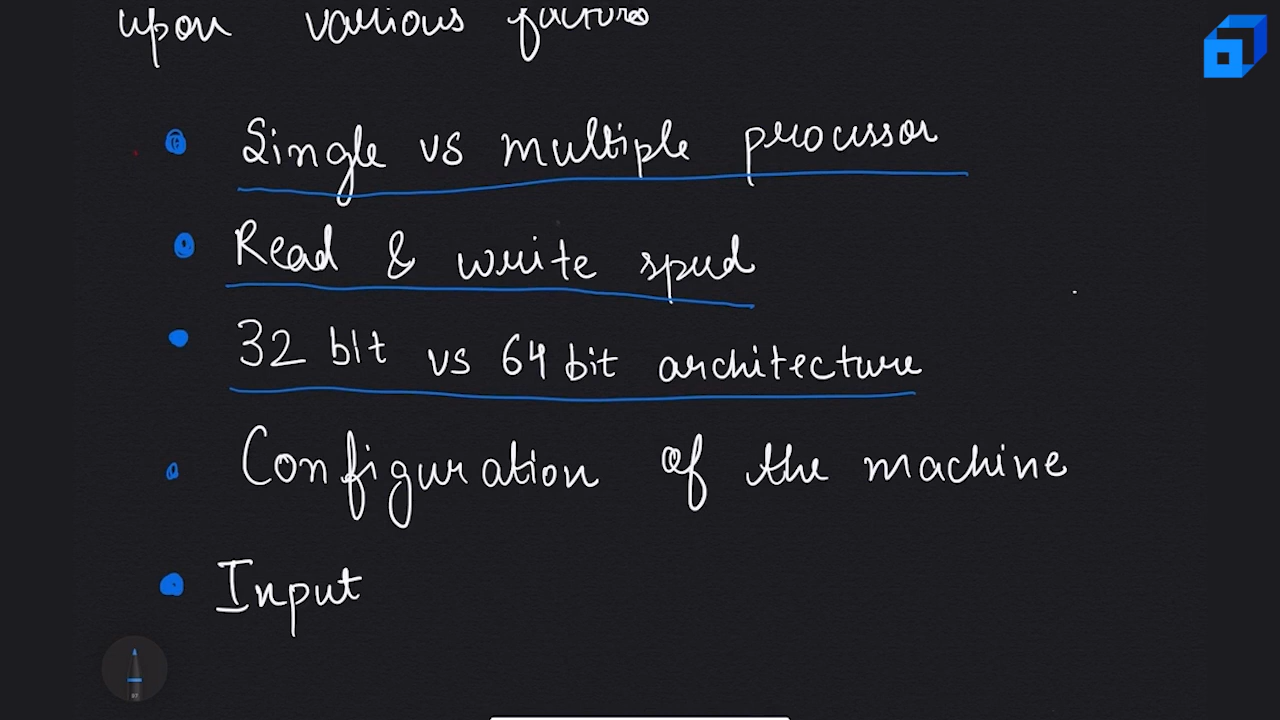 upon various factors
Single vs multiple processor
Read & write speed
32 bit vs 64 bit architecture
Configuration of the machine
Input